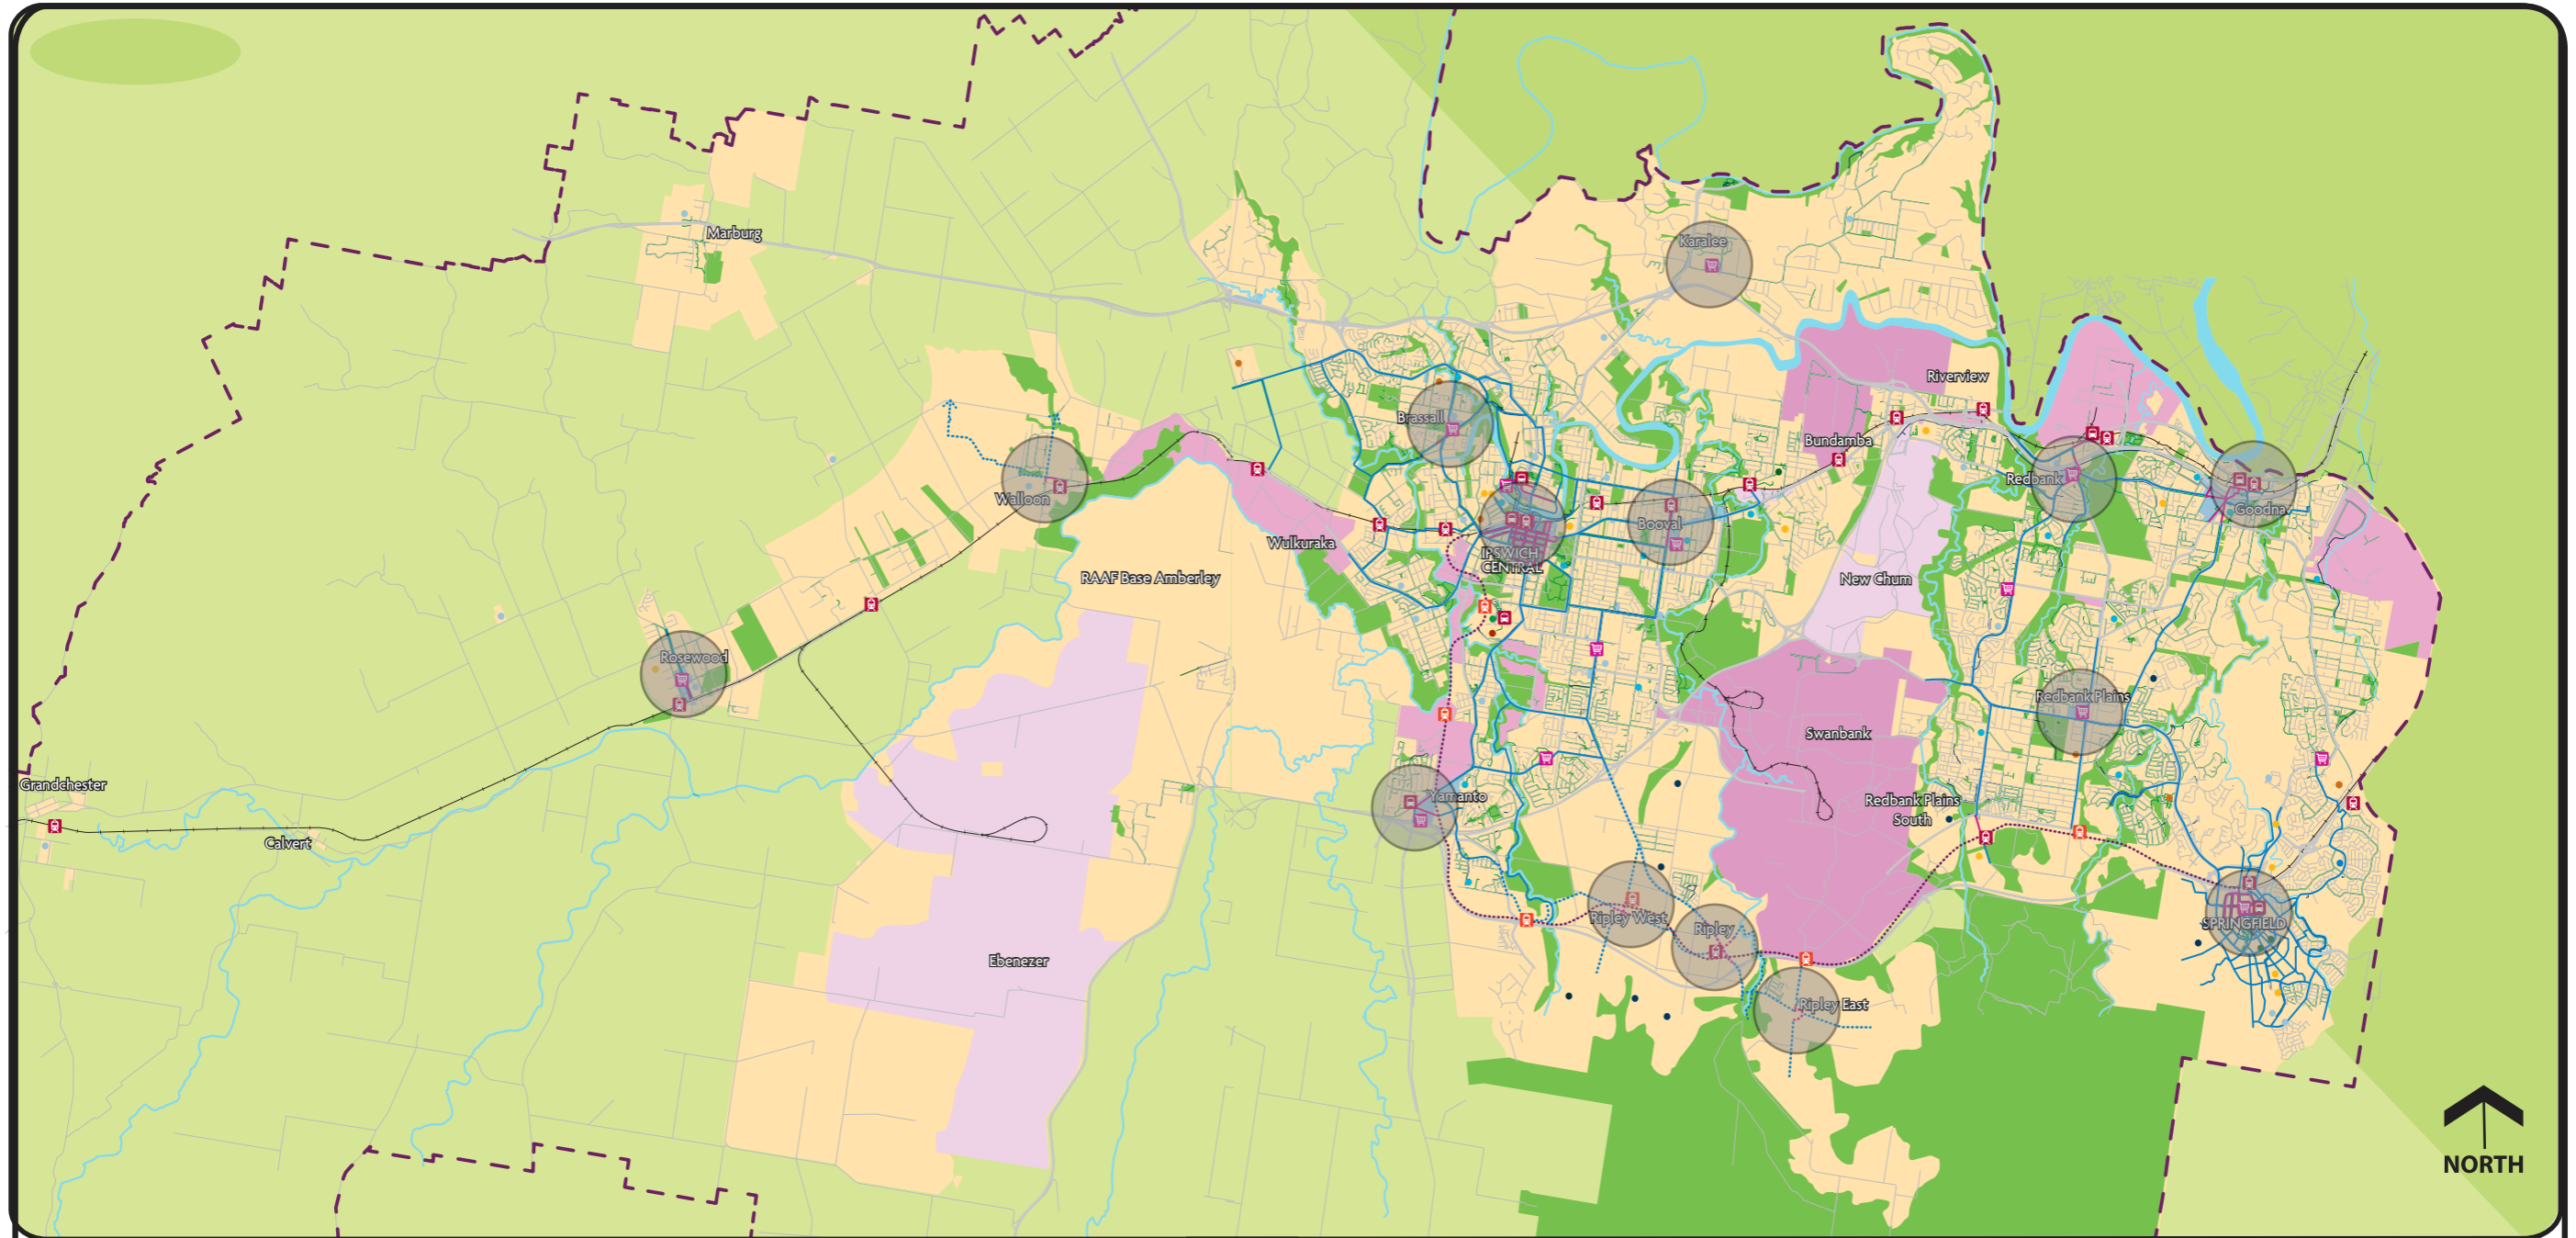 Marburg
Karalee
Riverview
Brassall
Bundamba
Redbank
Walloon
Goodna
Booval
Wulkuraka
IPSWICH
CENTRAL
RAAF Base Amberley
New Chum
Rosewood
Redbank Plains
Swanbank
Grandchester
Yamanto
Redbank Plains
South
Calvert
Ripley West
Ripley
SPRINGFIELD
Ebenezer
Ripley East
NORTH